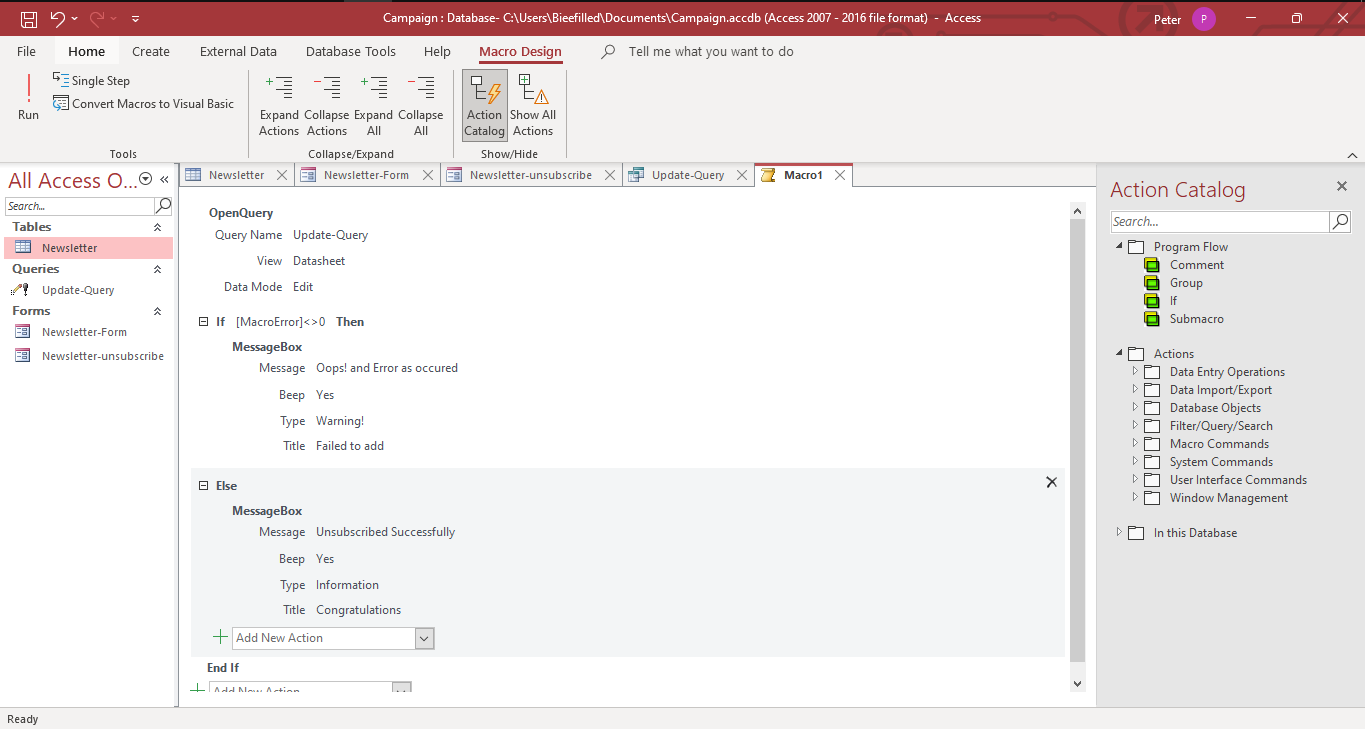 Campaign : Database- C:\Users\Bieefilled\Documents\Campaign.accdb (Access 2007 - 2016 file format) - Access
Peter P
File Home Create External Data Database Tools Help Macro Design Tell me what you want to do
Run
Single Step
Convert Macros to Visual Basic
Expand Actions
Collapse Actions
Expand All
Collapse All
Action Catalog
Show All Actions
Tools Collapse/Expand Show/Hide
All Access O...
Search...
Tables
Newsletter
Queries
Update-Query
Forms
Newsletter-Form
Newsletter-unsubscribe
Newsletter Newsletter-Form Newsletter-unsubscribe Update-Query Macro1
OpenQuery
Query Name Update-Query
View Datasheet
Data Mode Edit
If [MacroError]<>0 Then
MessageBox
Message Oops! and Error as occured
Beep Yes
Type Warning!
Title Failed to add
Else
MessageBox
Message Unsubscribed Successfully
Beep Yes
Type Information
Title Congratulations
Add New Action
End If
Add New Action
Action Catalog
Search...
Program Flow
Comment
Group
If
Submacro
Actions
Data Entry Operations
Data Import/Export
Database Objects
Filter/Query/Search
Macro Commands
System Commands
User Interface Commands
Window Management
In this Database
Ready